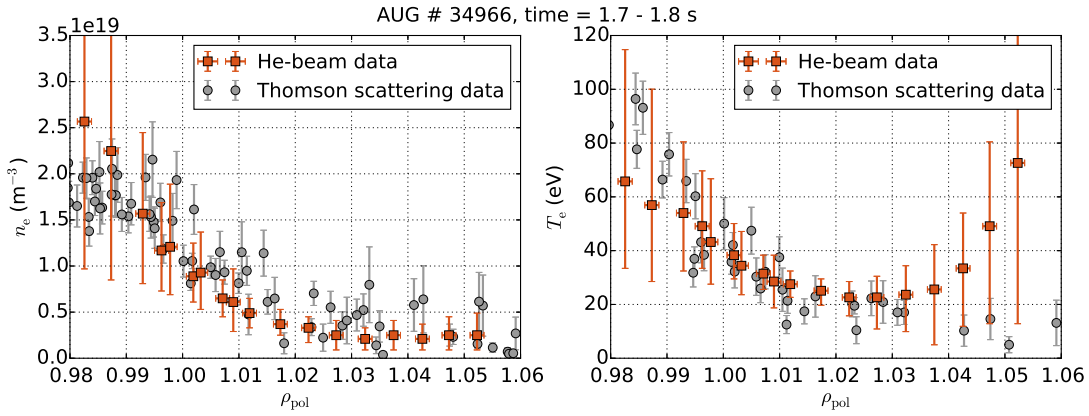 AUG # 34966, time = 1.7 - 1.8 s
1e19
3.5
3.0
2.5
2.0
1.5
1.0
0.5
0.0
nₑ (m⁻³)
He-beam data
Thomson scattering data
0.98 0.99 1.00 1.01 1.02 1.03 1.04 1.05 1.06
ρpol
120
100
80
60
40
20
0
Tₑ (eV)
He-beam data
Thomson scattering data
0.98 0.99 1.00 1.01 1.02 1.03 1.04 1.05 1.06
ρpol